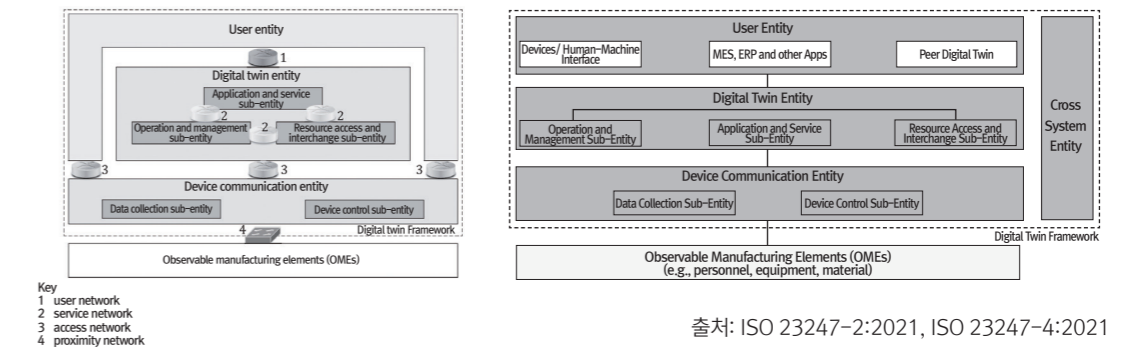 User entity
1
Digital twin entity
Application and service
sub-entity
2
2
2
Operation and management
sub-entity
Resource access and
interchange sub-entity
3
3
3
Device communication entity
Data collection sub-entity
Device control sub-entity
4
Digital twin Framework
Observable manufacturing elements (OMEs)
Key
1 user network
2 service network
3 access network
4 proximity network
User Entity
Devices/ Human-Machine
Interface
MES, ERP and other Apps
Peer Digital Twin
Digital Twin Entity
Operation and
Management Sub-Entity
Application and Service
Sub-Entity
Resource Access and
Interchange Sub-Entity
Device Communication Entity
Data Collection Sub-Entity
Device Control Sub-Entity
Cross
System
Entity
Digital Twin Framework
Observable Manufacturing Elements (OMEs)
(e.g., personnel, equipment, material)
출처: ISO 23247-2:2021, ISO 23247-4:2021